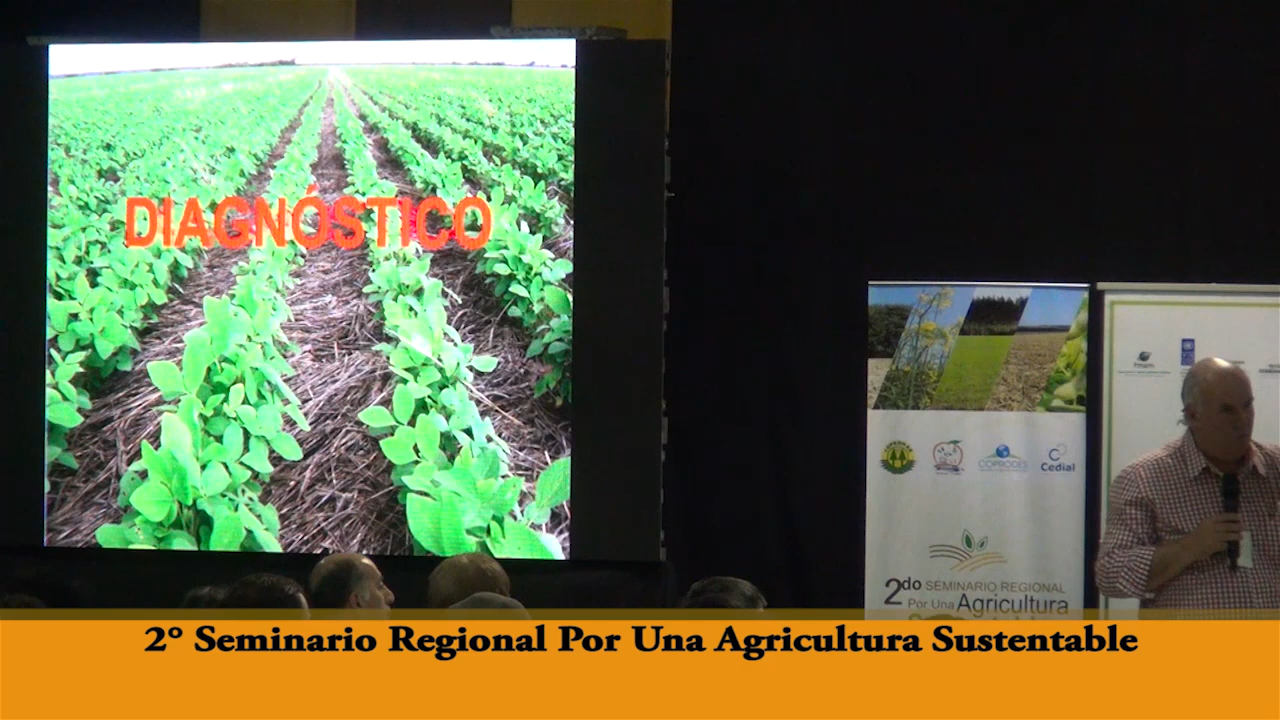 DIAGNÓSTICO
COPRODES
Cedial
2do SEMINARIO REGIONAL
Por Una Agricultura
2° Seminario Regional Por Una Agricultura Sustentable